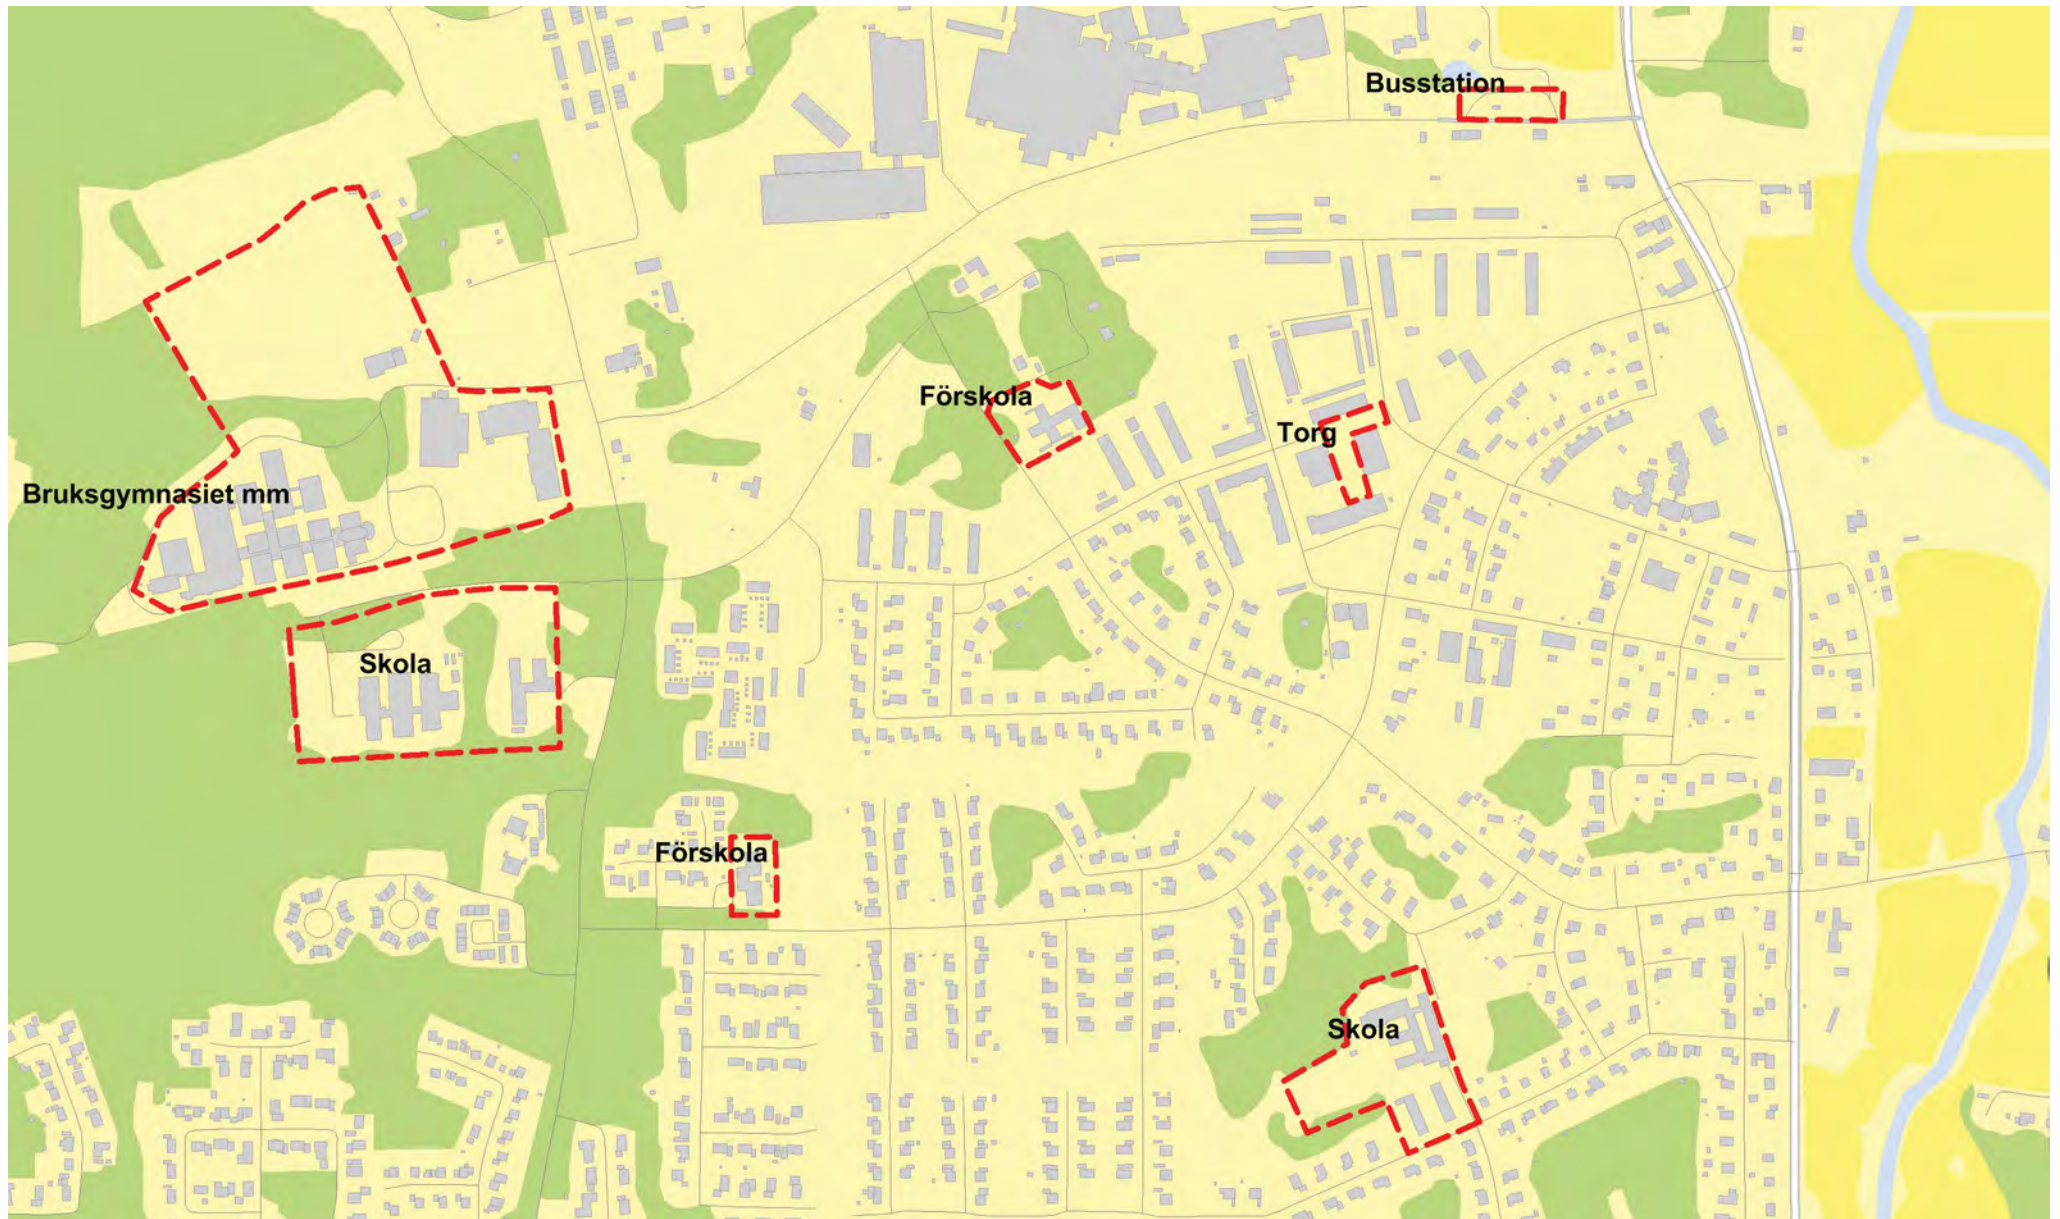 Busstation
Förskola
Torg
Bruksgymnasiet mm
Skola
Förskola
Skola